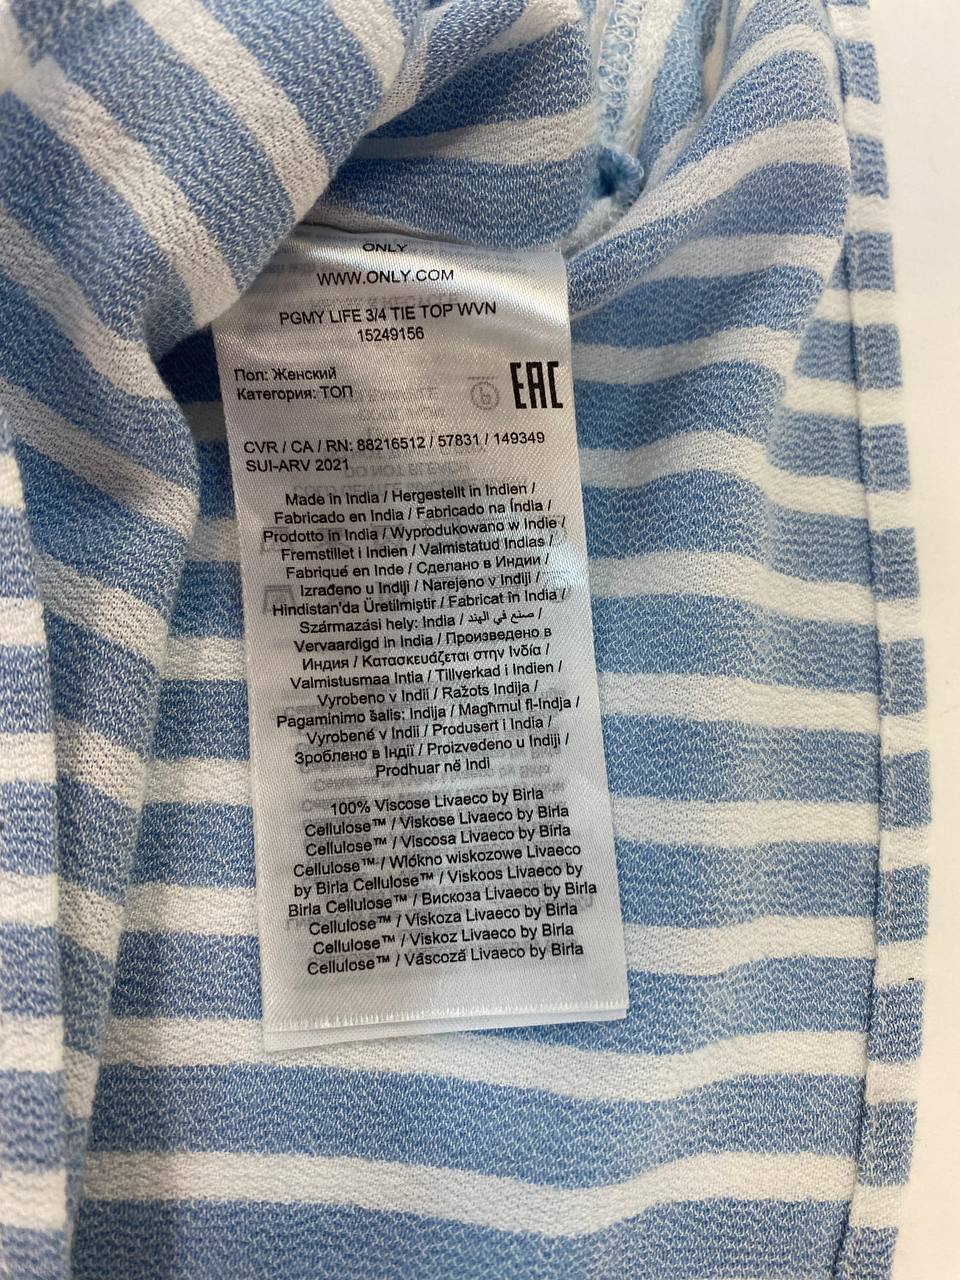 ONLY
WWW.ONLY.COM
PGMY LIFE 3/4 TIE TOP WVN
15249156
Пол: Женский
Категория: ТОП
EAC
CVR / CA / RN: 88216512 / 57831 / 149349
SUI-ARV 2021
Made in India / Hergestellt in Indien /
Fabricado en India / Fabricado na Índia /
Prodotto in India / Wyprodukowano w Indie /
Fremstillet i Indien / Valmistatud Indias /
Fabriqué en Inde / Сделано в Индии /
Izrađeno u Indiji / Narejeno v Indiji /
Hindistan'da Üretilmiştir / Fabricat în India /
Származási hely: India / صنع في الهند /
Vervaardigd in India / Произведено в
Индия / Κατασκευάζεται στην Ινδία /
Valmistusmaa Intia / Tillverkad i Indien /
Vyrobeno v Indii / Ražots Indija /
Pagaminimo šalis: Indija / Magħmul fl-Indja /
Vyrobené v Indii / Produsert i India /
Зроблено в Індії / Proizvedeno u Indiji /
Prodhuar në Indi
100% Viscose Livaeco by Birla
Cellulose™ / Viskose Livaeco by Birla
Cellulose™ / Viscosa Livaeco by Birla
Cellulose™ / Wlókno wiskozowe Livaeco
by Birla Cellulose™ / Viskoos Livaeco by
Birla Cellulose™ / Вискоза Livaeco by Birla
Cellulose™ / Viskoza Livaeco by Birla
Cellulose™ / Viskoz Livaeco by Birla
Cellulose™ / Vâscoză Livaeco by Birla